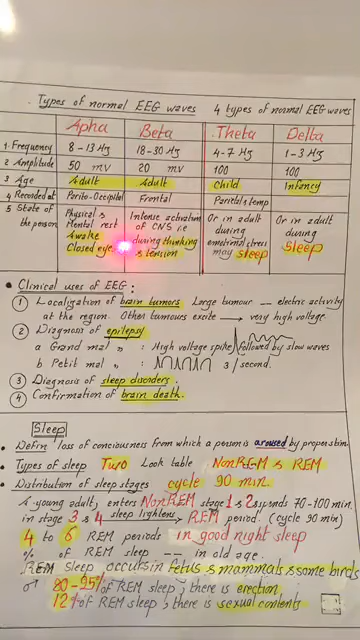 Types of normal EEG waves 4 types of normal EEG waves
Apha Beta Theta Delta
1. Frequency 8-13 Hz 18-30 Hz 4-7 Hz 1-3 Hz
2 Amplitude 50 mv 20 mv 100 100
3 Age Adult Adult Child Infancy
4 Recorded at Parito-Occipital Frontal Parietal & temp
5 State of the person Physical & Mental rest Awake Closed eye Intense activation of CNS i.e during thinking & tension Or in adult during emotional stress may sleep Or in adult during Sleep
• Clinical uses of EEG :
① Localization of brain tumors Large tumour -- electric activity
at the region. Other tumours excite → very high voltage.
② Diagnosis of epilepsy
a Grand mal " : High voltage spike followed by slow waves
b Petit mal " : 3 / second.
③ Diagnosis of sleep disorders.
④ Confirmation of brain death.
Sleep
• Defin loss of conciousness from which a person is aroused by proper stim
• Types of sleep Two Look table NonREM & REM
• Distribution of sleep stages cycle 90 min.
A young adult, enters NonREM stage 1 & 2 spends 70-100 min.
in stage 3 & 4 sleep lightens → REM period. (cycle 90 min)
4 to 6 REM periods in good night sleep
% of REM sleep -- in old age.
REM sleep occurs in fetus & mammals & some birds
80-95% of REM sleep, there is erection
12% of REM sleep, there is sexual contents